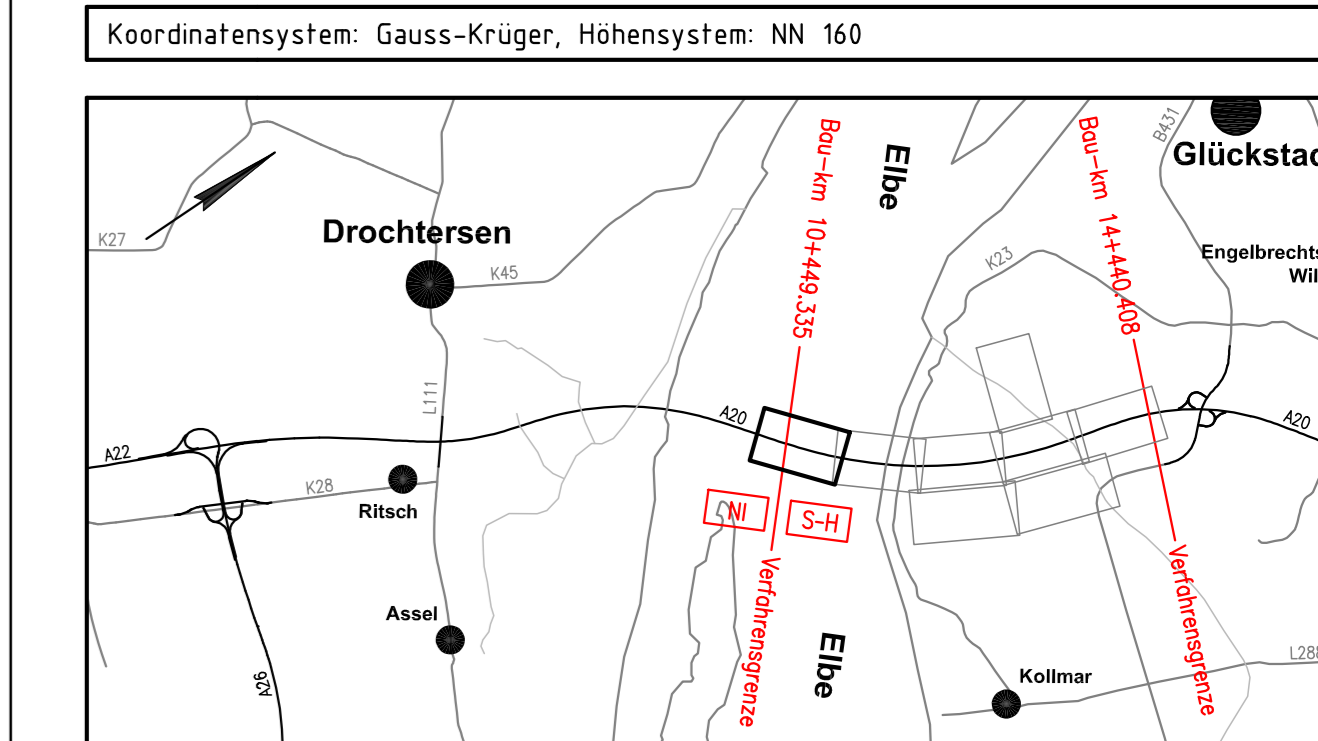 Koordinatensystem: Gauss-Krüger, Höhensystem: NN 160
Bau-km 10+449.335
Bau-km 14+440.408
B431
Elbe
Glückstad
K27
Drochtersen
K45
K23
Engelbrechts
Wil
L111
A20
A20
A22
K28
Ritsch
NI
S-H
Verfahrensgrenze
Verfahrensgrenze
Assel
Elbe
A26
Kollmar
L288